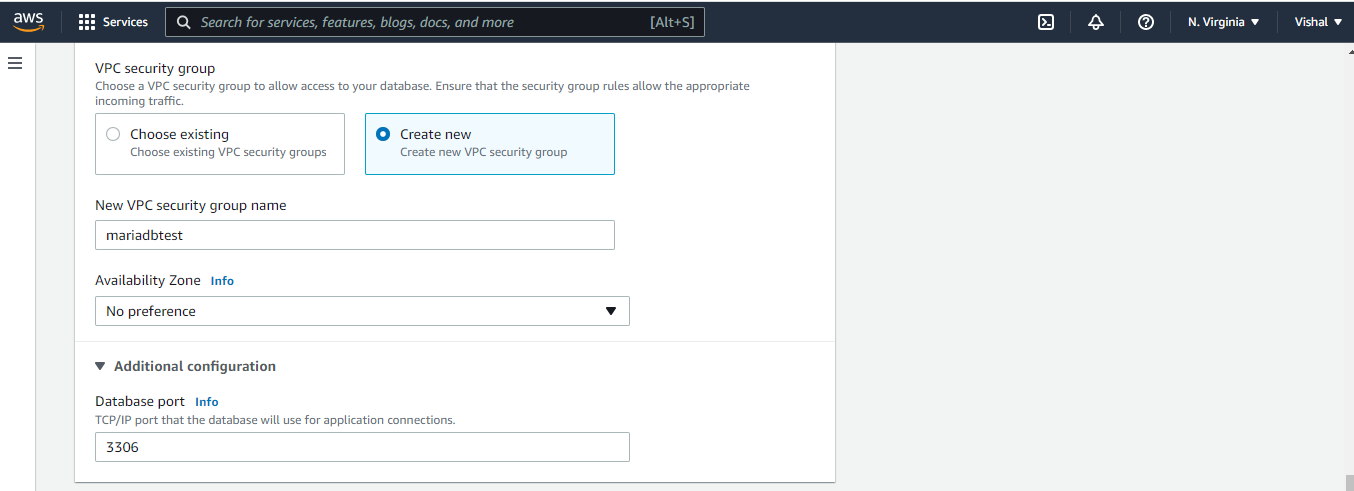 aws
Services
Search for services, features, blogs, docs, and more [Alt+S]
N. Virginia
Vishal
VPC security group
Choose a VPC security group to allow access to your database. Ensure that the security group rules allow the appropriate
incoming traffic.
Choose existing
Choose existing VPC security groups
Create new
Create new VPC security group
New VPC security group name
mariadbtest
Availability Zone Info
No preference
Additional configuration
Database port Info
TCP/IP port that the database will use for application connections.
3306